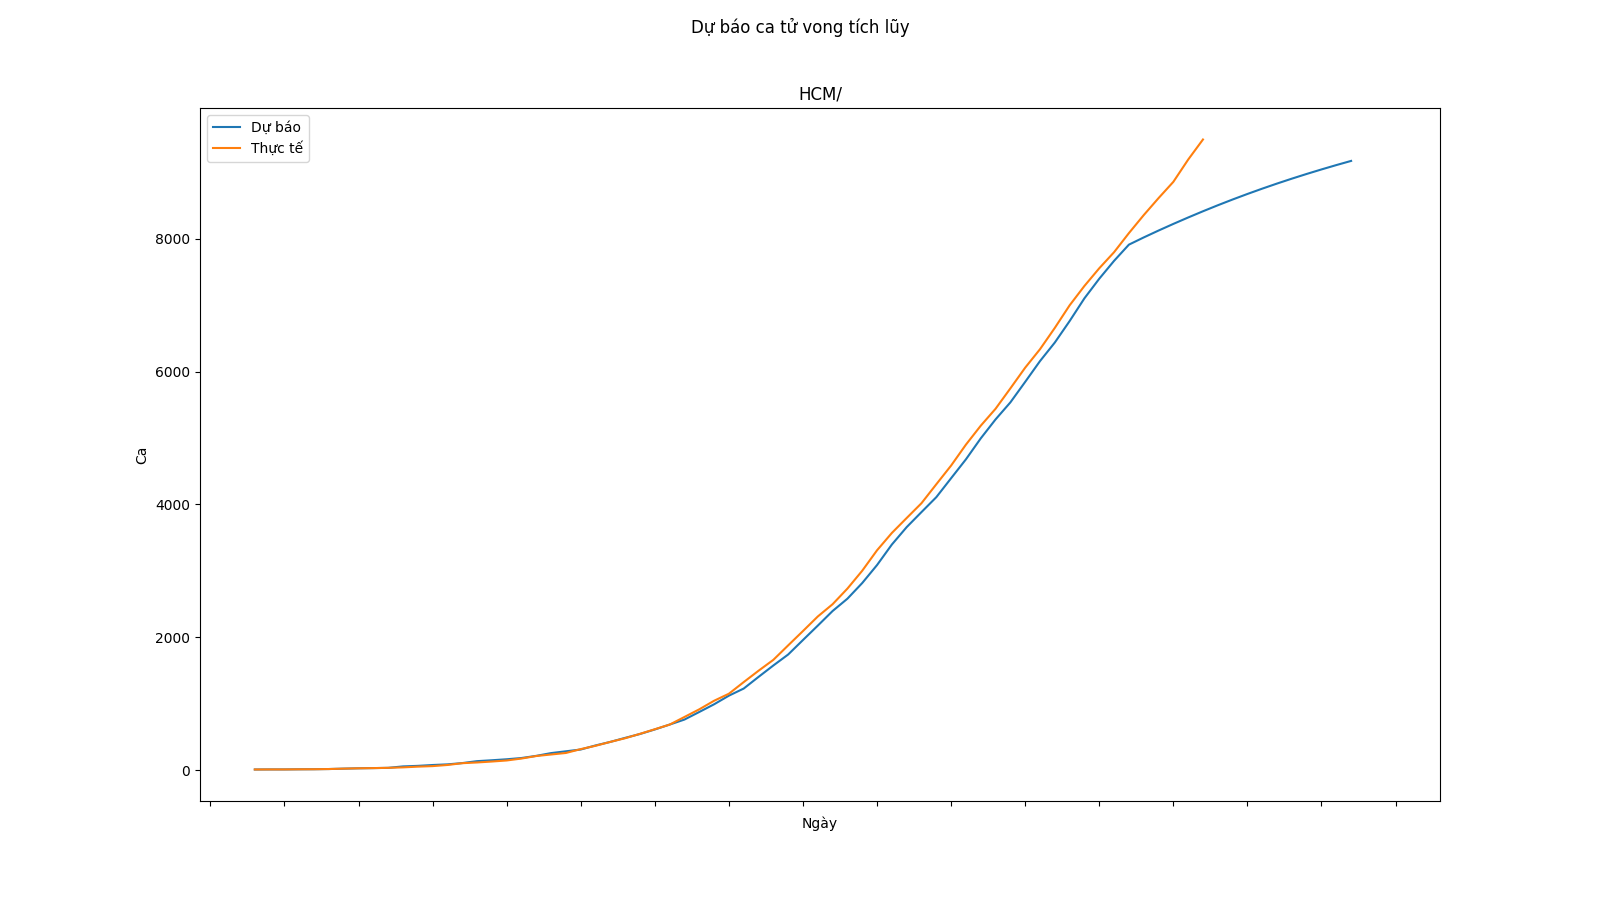 Dự báo ca tử vong tích lũy
HCM/
Dự báo
Thực tế
8000
6000
4000
2000
0
Ca
Ngày